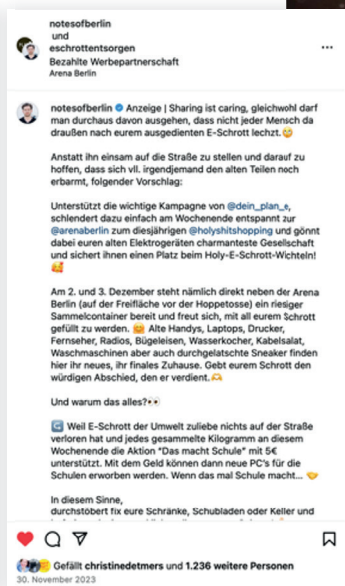 notesofberlin
und
eschrottentsorgen
Bezahlte Werbepartnerschaft
Arena Berlin
notesofberlin Anzeige | Sharing ist caring, gleichwohl darf
man durchaus davon ausgehen, dass nicht jeder Mensch da
draußen nach eurem ausgedienten E-Schrott lechzt.😳
Anstatt ihn einsam auf die Straße zu stellen und darauf zu
hoffen, dass sich vll. irgendjemand den alten Teilen noch
erbarmt, folgender Vorschlag:
Unterstützt die wichtige Kampagne von @dein_plan_e,
schlendert dazu einfach am Wochenende entspannt zur
@arenaberlin zum diesjährigen @holyshitshopping und gönnt
dabei euren alten Elektrogeräten charmanteste Gesellschaft
und sichert ihnen einen Platz beim Holy-E-Schrott-Wichteln!
🥰
Am 2. und 3. Dezember steht nämlich direkt neben der Arena
Berlin (auf der Freifläche vor der Hoppetosse) ein riesiger
Sammelcontainer bereit und freut sich, mit all eurem Schrott
gefüllt zu werden. 🤗 Alte Handys, Laptops, Drucker,
Fernseher, Radios, Bügeleisen, Wasserkocher, Kabelsalat,
Waschmaschinen aber auch durchgelatschte Sneaker finden
hier ihr neues, ihr finales Zuhause. Gebt eurem Schrott den
würdigen Abschied, den er verdient.🫶
Und warum das alles?👀
↪️ Weil E-Schrott der Umwelt zuliebe nichts auf der Straße
verloren hat und jedes gesammelte Kilogramm an diesem
Wochenende die Aktion "Das macht Schule" mit 5€
unterstützt. Mit dem Geld können dann neue PC's für die
Schulen erworben werden. Wenn das mal Schule macht... 🤝
In diesem Sinne,
durchstöbert fix eure Schränke, Schubladen oder Keller und
Gefällt christinedetmers und 1.236 weitere Personen
30. November 2023